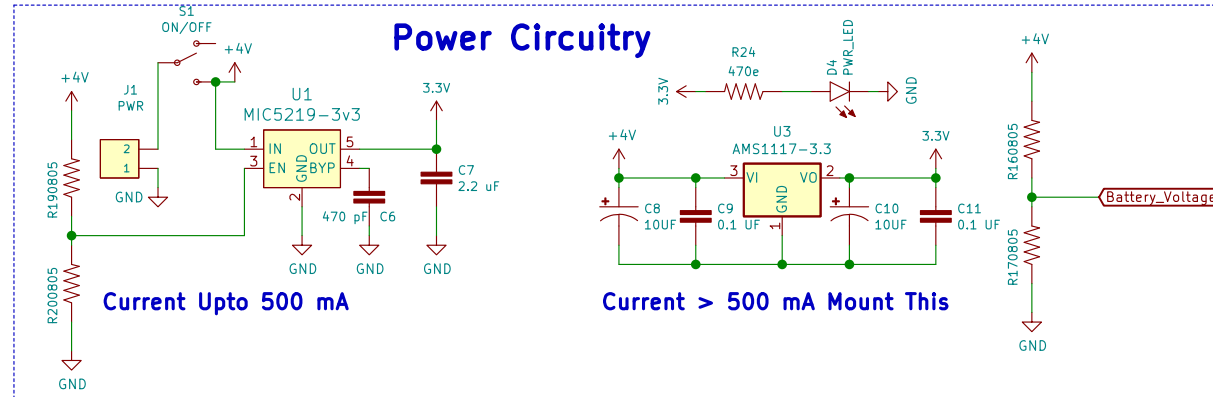 Power Circuitry
S1
ON/OFF
+4V
+4V
J1
PWR
2
1
GND
R190805
R200805
GND
U1
MIC5219-3v3
1
IN
OUT
5
3
EN
BYP
4
GND
2
GND
470 pF
C6
GND
3.3V
C7
2.2 uF
GND
Current Upto 500 mA
3.3V
R24
470e
D4
PWR_LED
GND
+4V
U3
AMS1117-3.3
3
VI
VO
2
GND
1
3.3V
C8
10UF
C9
0.1 UF
C10
10UF
C11
0.1 UF
Current > 500 mA Mount This
+4V
R160805
Battery_Voltage
R170805
GND